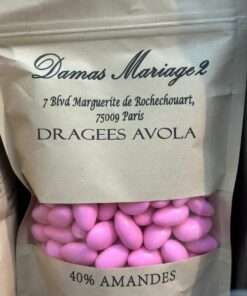 Damas Mariage2
7 Blvd Marguerite de Rochechouart,
75009 Paris
DRAGEES AVOLA
40% AMANDES